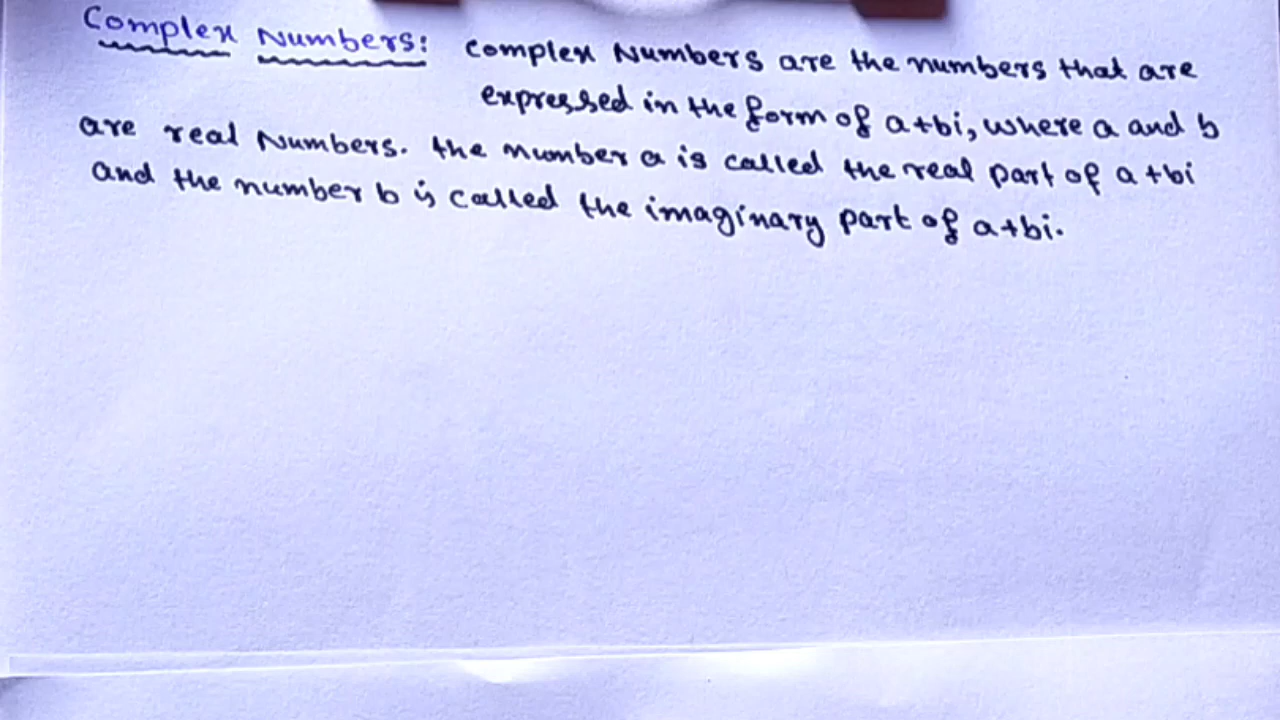 Complex Numbers: Complex Numbers are the numbers that are
expressed in the form of a+bi, where a and b
are real Numbers. the number a is called the real part of a+bi
and the number b is called the imaginary part of a+bi.